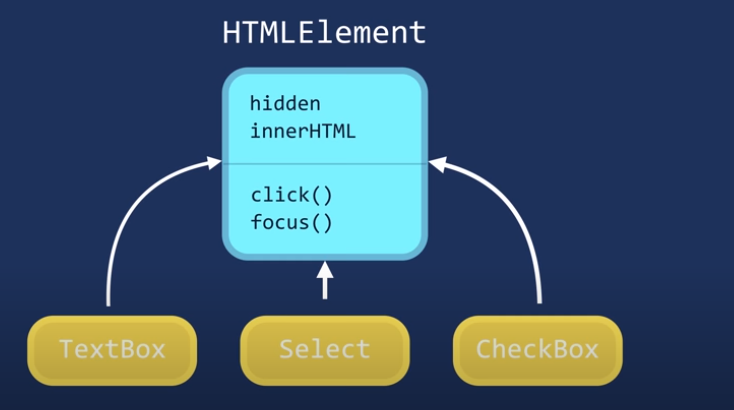 HTMLElement
hidden
innerHTML
click()
focus()
TextBox
Select
CheckBox